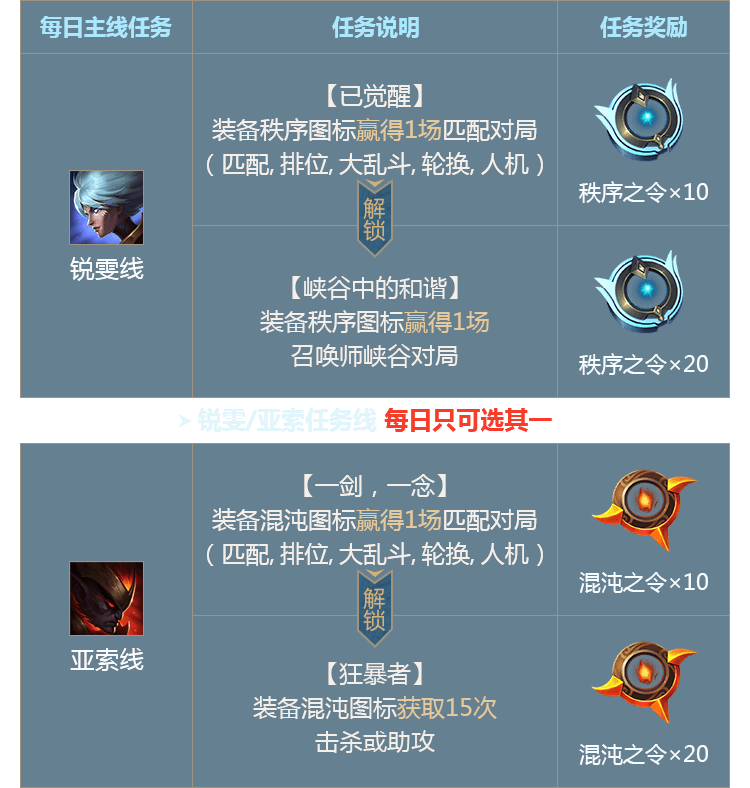 每日主线任务 任务说明 任务奖励
【已觉醒】
装备秩序图标赢得1场匹配对局
（匹配, 排位, 大乱斗, 轮换, 人机）
秩序之令×10
解锁
锐雯线
【峡谷中的和谐】
装备秩序图标赢得1场
召唤师峡谷对局
秩序之令×20
➤ 锐雯/亚索任务线 每日只可选其一
【一剑，一念】
装备混沌图标赢得1场匹配对局
（匹配, 排位, 大乱斗, 轮换, 人机）
混沌之令×10
解锁
亚索线
【狂暴者】
装备混沌图标获取15次
击杀或助攻
混沌之令×20